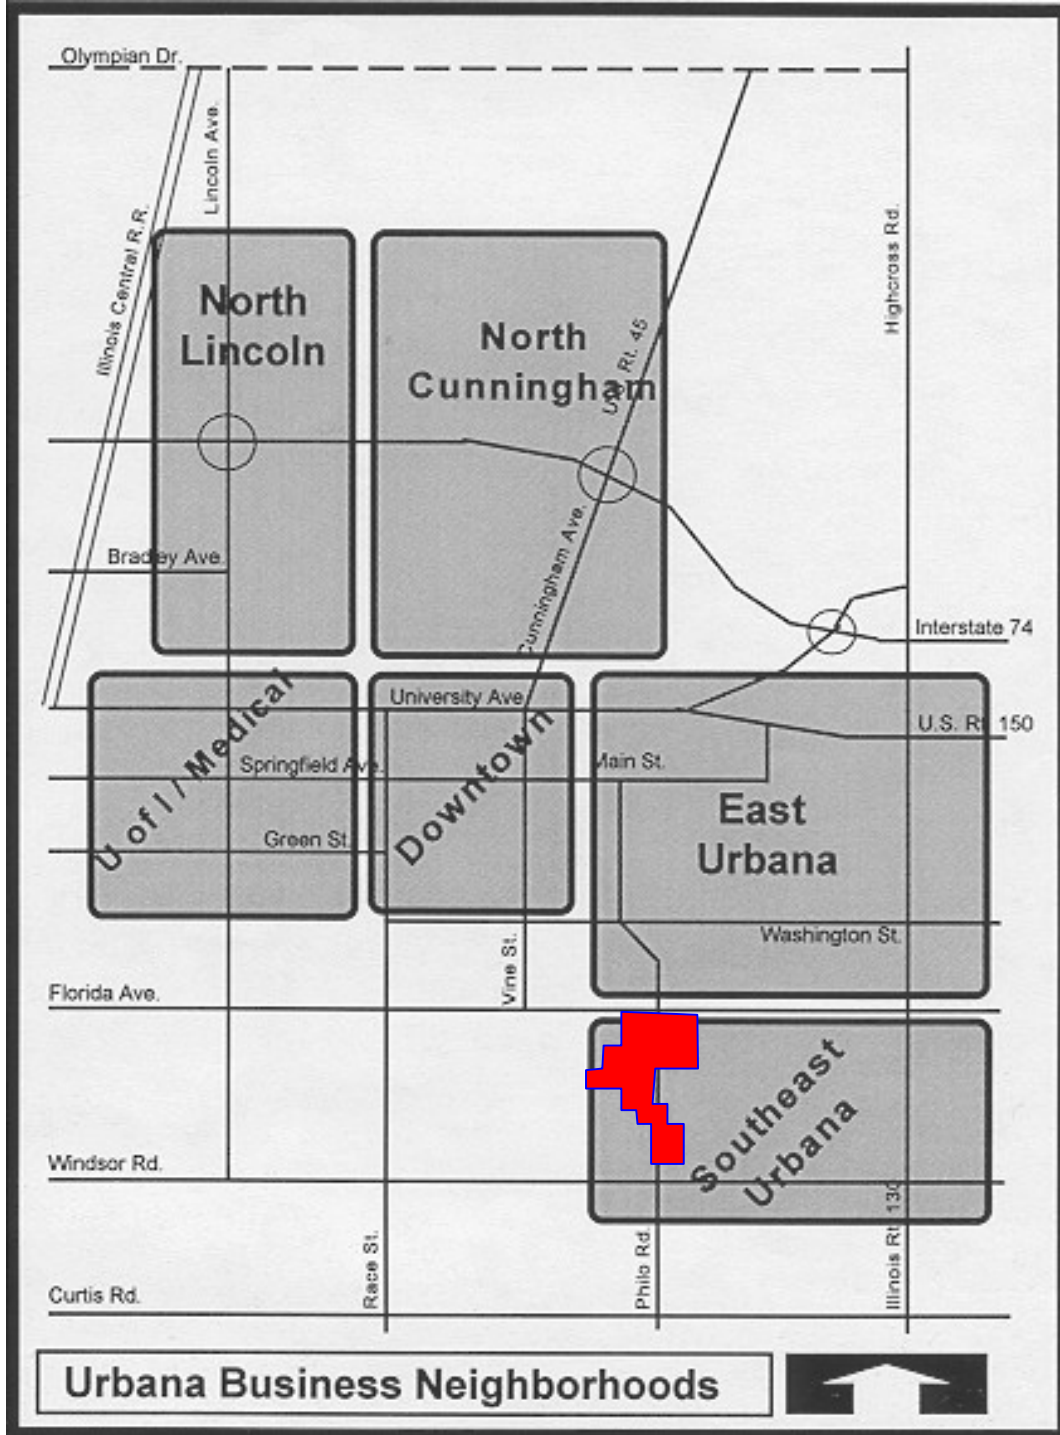 Olympian Dr.
Lincoln Ave.
Illinois Central R.R.
Highcross Rd.
North
Lincoln
North
Cunningham
U.S. Rt. 45
Cunningham Ave.
Bradley Ave.
Interstate 74
University Ave.
U.S. Rt. 150
U of I / Medical
Springfield Ave.
Downtown
Main St.
Green St.
East
Urbana
Washington St.
Vine St.
Florida Ave.
Southeast
Urbana
Windsor Rd.
Illinois Rt. 130
Race St.
Philo Rd.
Curtis Rd.
Urbana Business Neighborhoods